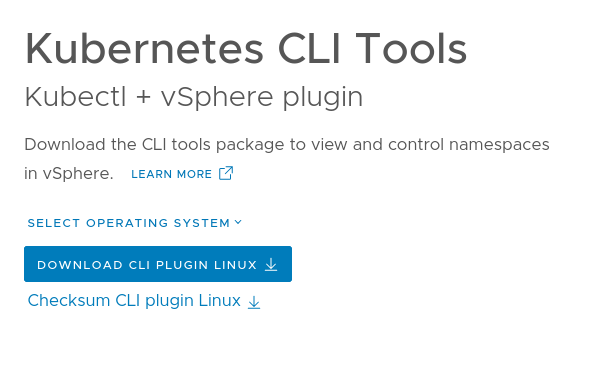 Kubernetes CLI Tools
Kubectl + vSphere plugin
Download the CLI tools package to view and control namespaces
in vSphere. LEARN MORE
SELECT OPERATING SYSTEM
DOWNLOAD CLI PLUGIN LINUX
Checksum CLI plugin Linux